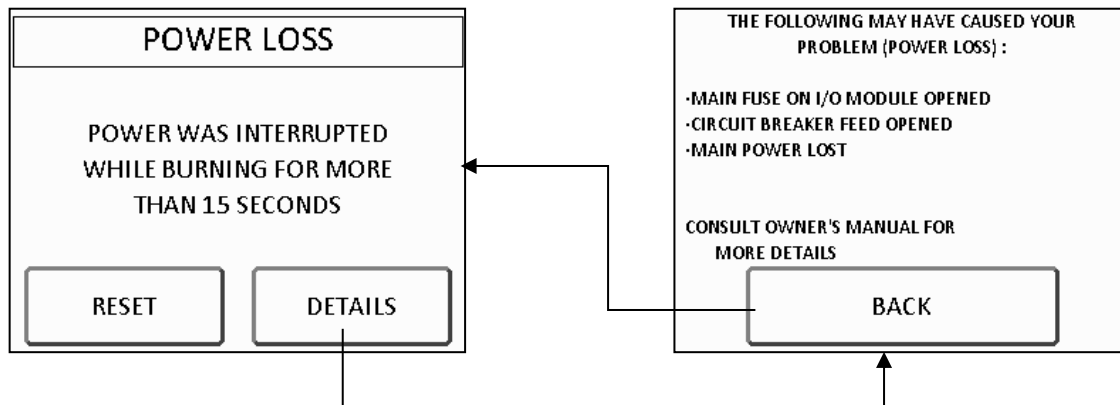 POWER LOSS
POWER WAS INTERRUPTED
WHILE BURNING FOR MORE
THAN 15 SECONDS
RESET
DETAILS
THE FOLLOWING MAY HAVE CAUSED YOUR
PROBLEM (POWER LOSS) :
·MAIN FUSE ON I/O MODULE OPENED
·CIRCUIT BREAKER FEED OPENED
·MAIN POWER LOST
CONSULT OWNER'S MANUAL FOR
MORE DETAILS
BACK